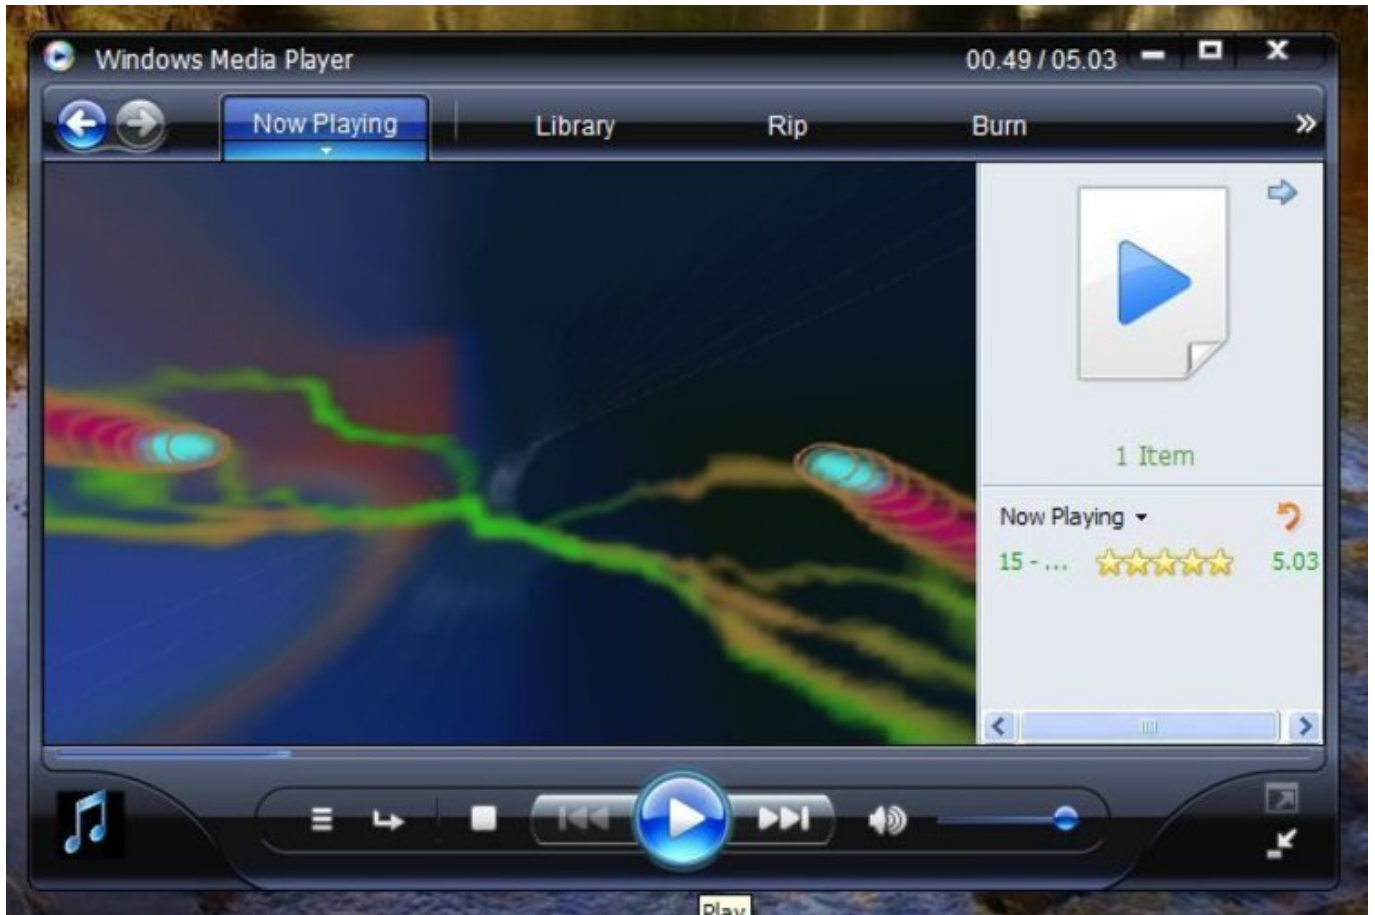 Windows Media Player 00.49 / 05.03
Now Playing Library Rip Burn »
1 Item
Now Playing
15 - ... 5.03
Play